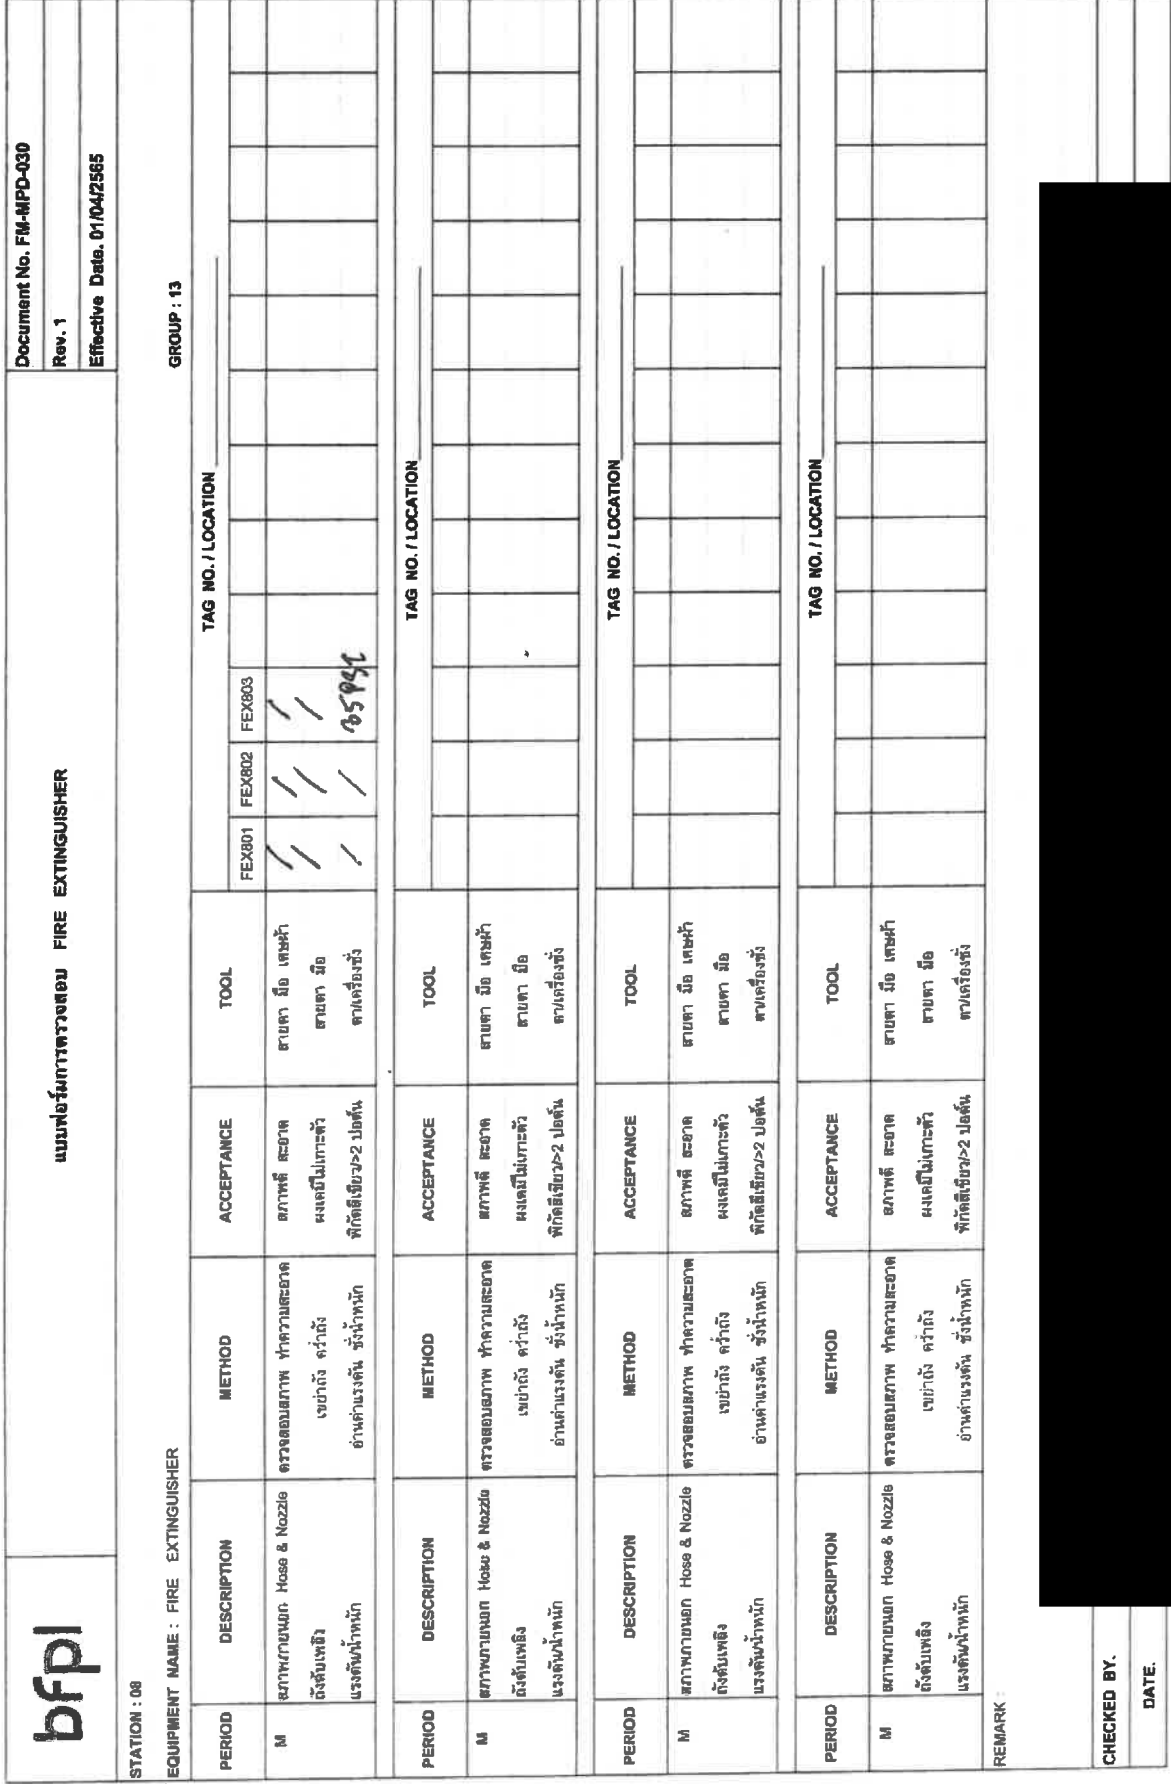 bfpl
แบบฟอร์มการตรวจสอบ FIRE EXTINGUISHER
Document No. FM-MPD-030
Rev. 1
Effective Date. 01/04/2565
STATION : 08
EQUIPMENT NAME : FIRE EXTINGUISHER
GROUP : 13
PERIOD DESCRIPTION METHOD ACCEPTANCE TOOL TAG NO. / LOCATION
FEX801 FEX802 FEX803
M สภาพภายนอก Hose & Nozzle ตรวจสอบสภาพ ทำความสะอาด สภาพดี สะอาด สายตา มือ เศษผ้า / / /
ถังดับเพลิง เขย่าถัง คว่ำถัง ผงเคมีไม่เกาะตัว สายตา มือ / / /
แรงดัน/น้ำหนัก อ่านค่าแรงดัน ชั่งน้ำหนัก พิกัดสีเขียว/>2 ปอนด์ ตา/เครื่องชั่ง / /
PERIOD DESCRIPTION METHOD ACCEPTANCE TOOL TAG NO. / LOCATION
M สภาพภายนอก Hose & Nozzle ตรวจสอบสภาพ ทำความสะอาด สภาพดี สะอาด สายตา มือ เศษผ้า
ถังดับเพลิง เขย่าถัง คว่ำถัง ผงเคมีไม่เกาะตัว สายตา มือ
แรงดัน/น้ำหนัก อ่านค่าแรงดัน ชั่งน้ำหนัก พิกัดสีเขียว/>2 ปอนด์ ตา/เครื่องชั่ง
PERIOD DESCRIPTION METHOD ACCEPTANCE TOOL TAG NO. / LOCATION
M สภาพภายนอก Hose & Nozzle ตรวจสอบสภาพ ทำความสะอาด สภาพดี สะอาด สายตา มือ เศษผ้า
ถังดับเพลิง เขย่าถัง คว่ำถัง ผงเคมีไม่เกาะตัว สายตา มือ
แรงดัน/น้ำหนัก อ่านค่าแรงดัน ชั่งน้ำหนัก พิกัดสีเขียว/>2 ปอนด์ ตา/เครื่องชั่ง
PERIOD DESCRIPTION METHOD ACCEPTANCE TOOL TAG NO. / LOCATION
M สภาพภายนอก Hose & Nozzle ตรวจสอบสภาพ ทำความสะอาด สภาพดี สะอาด สายตา มือ เศษผ้า
ถังดับเพลิง เขย่าถัง คว่ำถัง ผงเคมีไม่เกาะตัว สายตา มือ
แรงดัน/น้ำหนัก อ่านค่าแรงดัน ชั่งน้ำหนัก พิกัดสีเขียว/>2 ปอนด์ ตา/เครื่องชั่ง
REMARK :
CHECKED BY.
DATE.